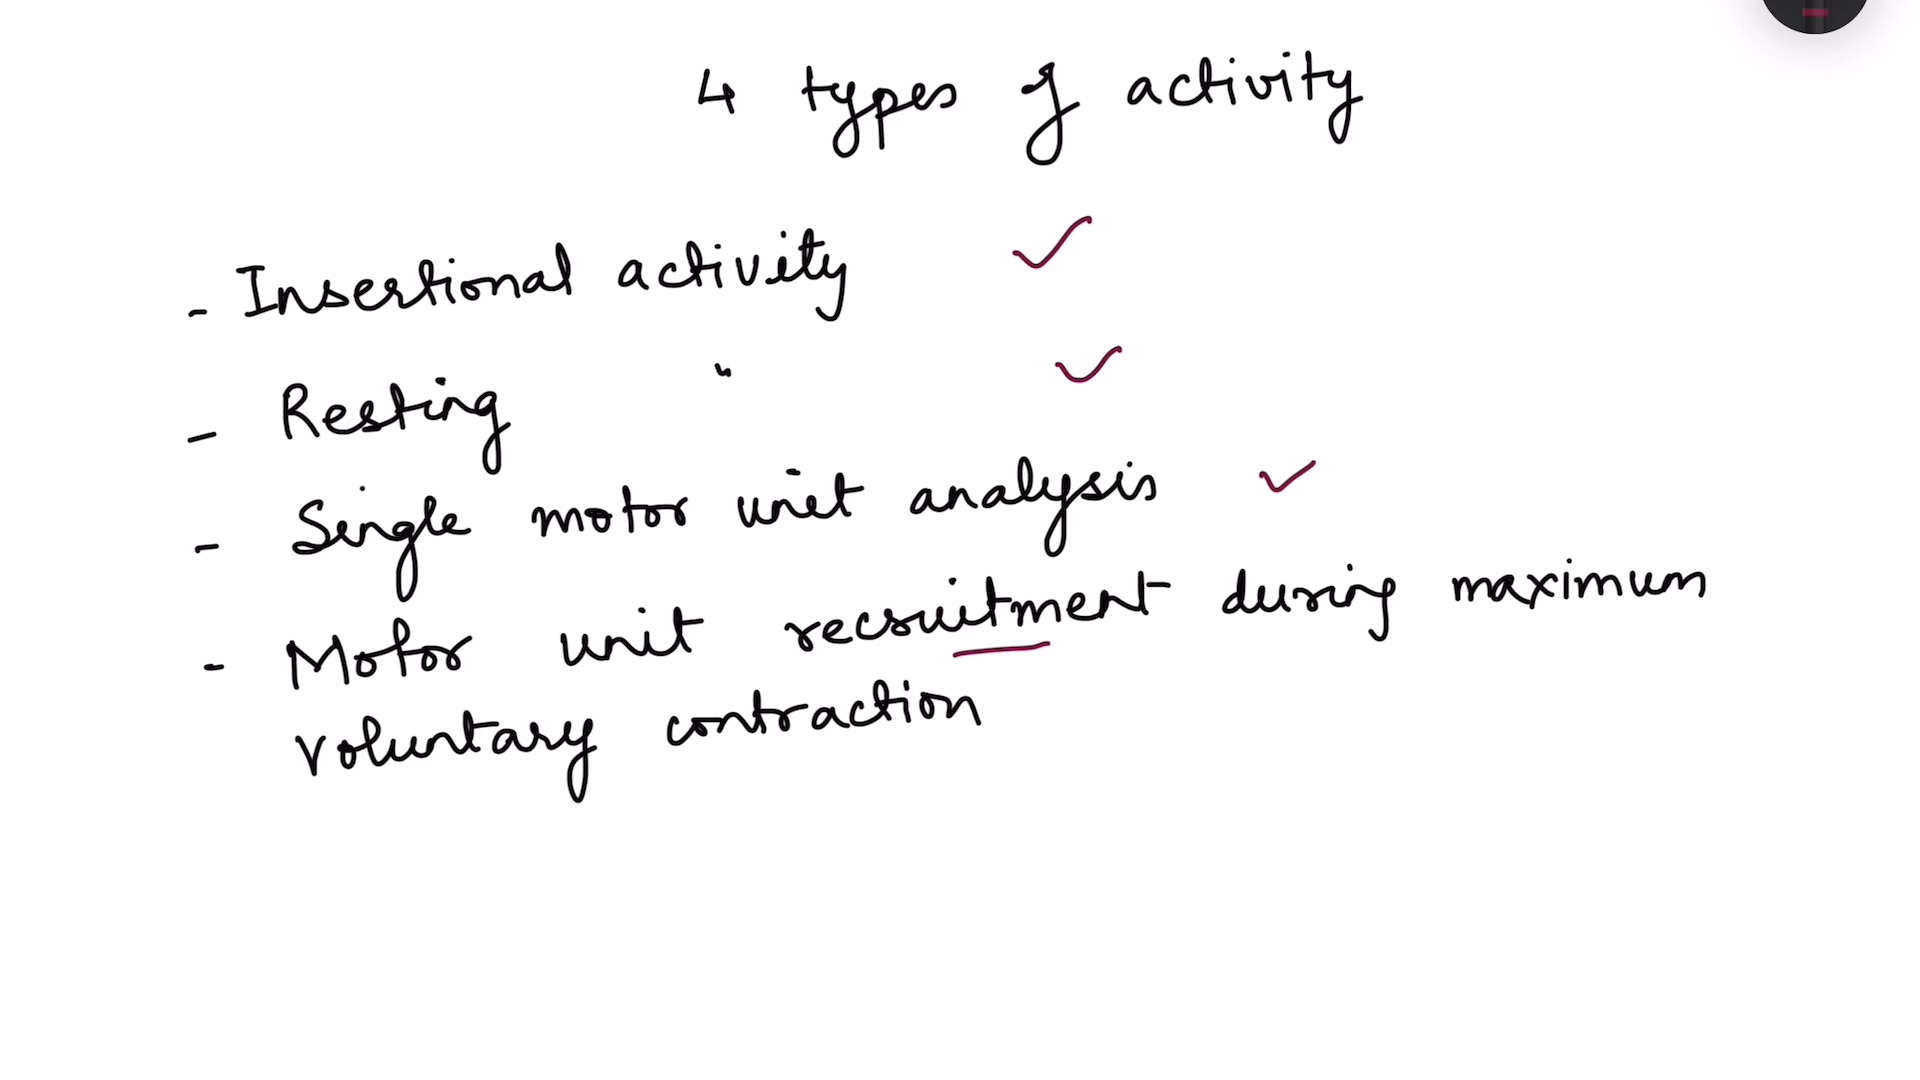 4 types of activity
- Insertional activity
- Resting "
- Single motor unit analysis
- Motor unit recruitment during maximum
voluntary contraction